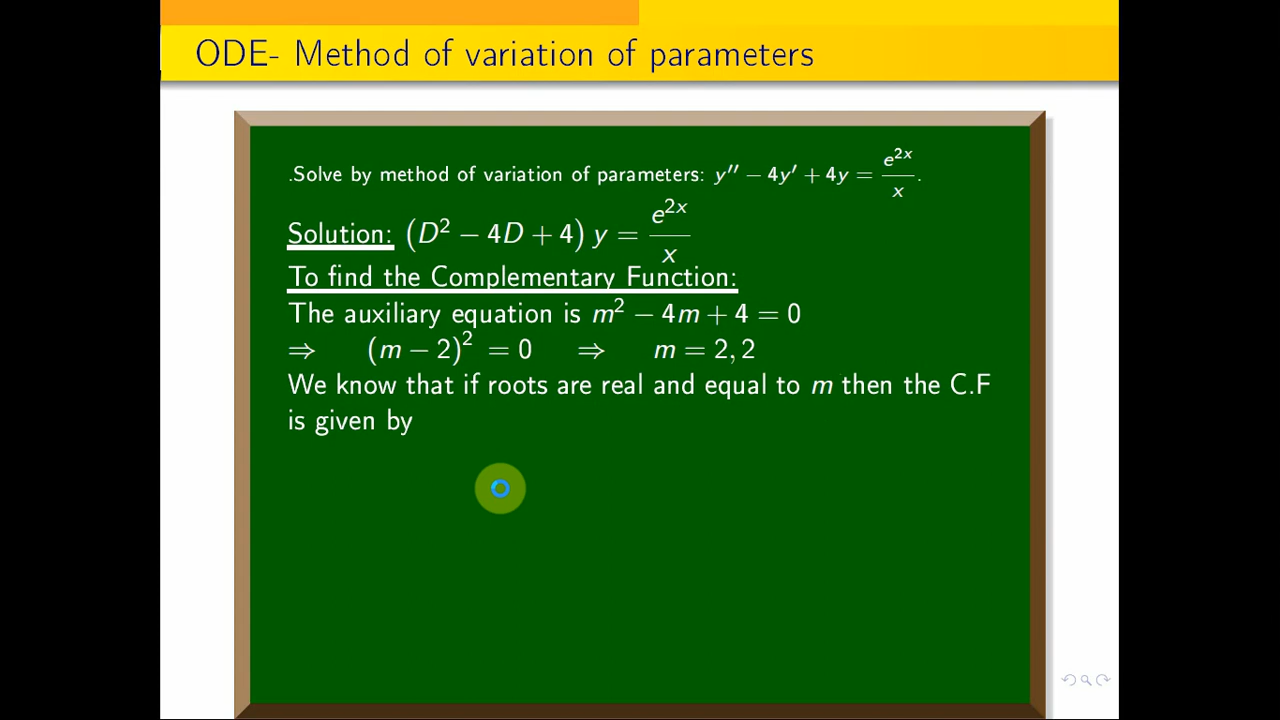 ODE- Method of variation of parameters
.Solve by method of variation of parameters: y′′ − 4y′ + 4y = e^{2x}/x.
Solution: (D² − 4D + 4) y = e^{2x}/x
To find the Complementary Function:
The auxiliary equation is m² − 4m + 4 = 0
⇒ (m − 2)² = 0 ⇒ m = 2, 2
We know that if roots are real and equal to m then the C.F
is given by